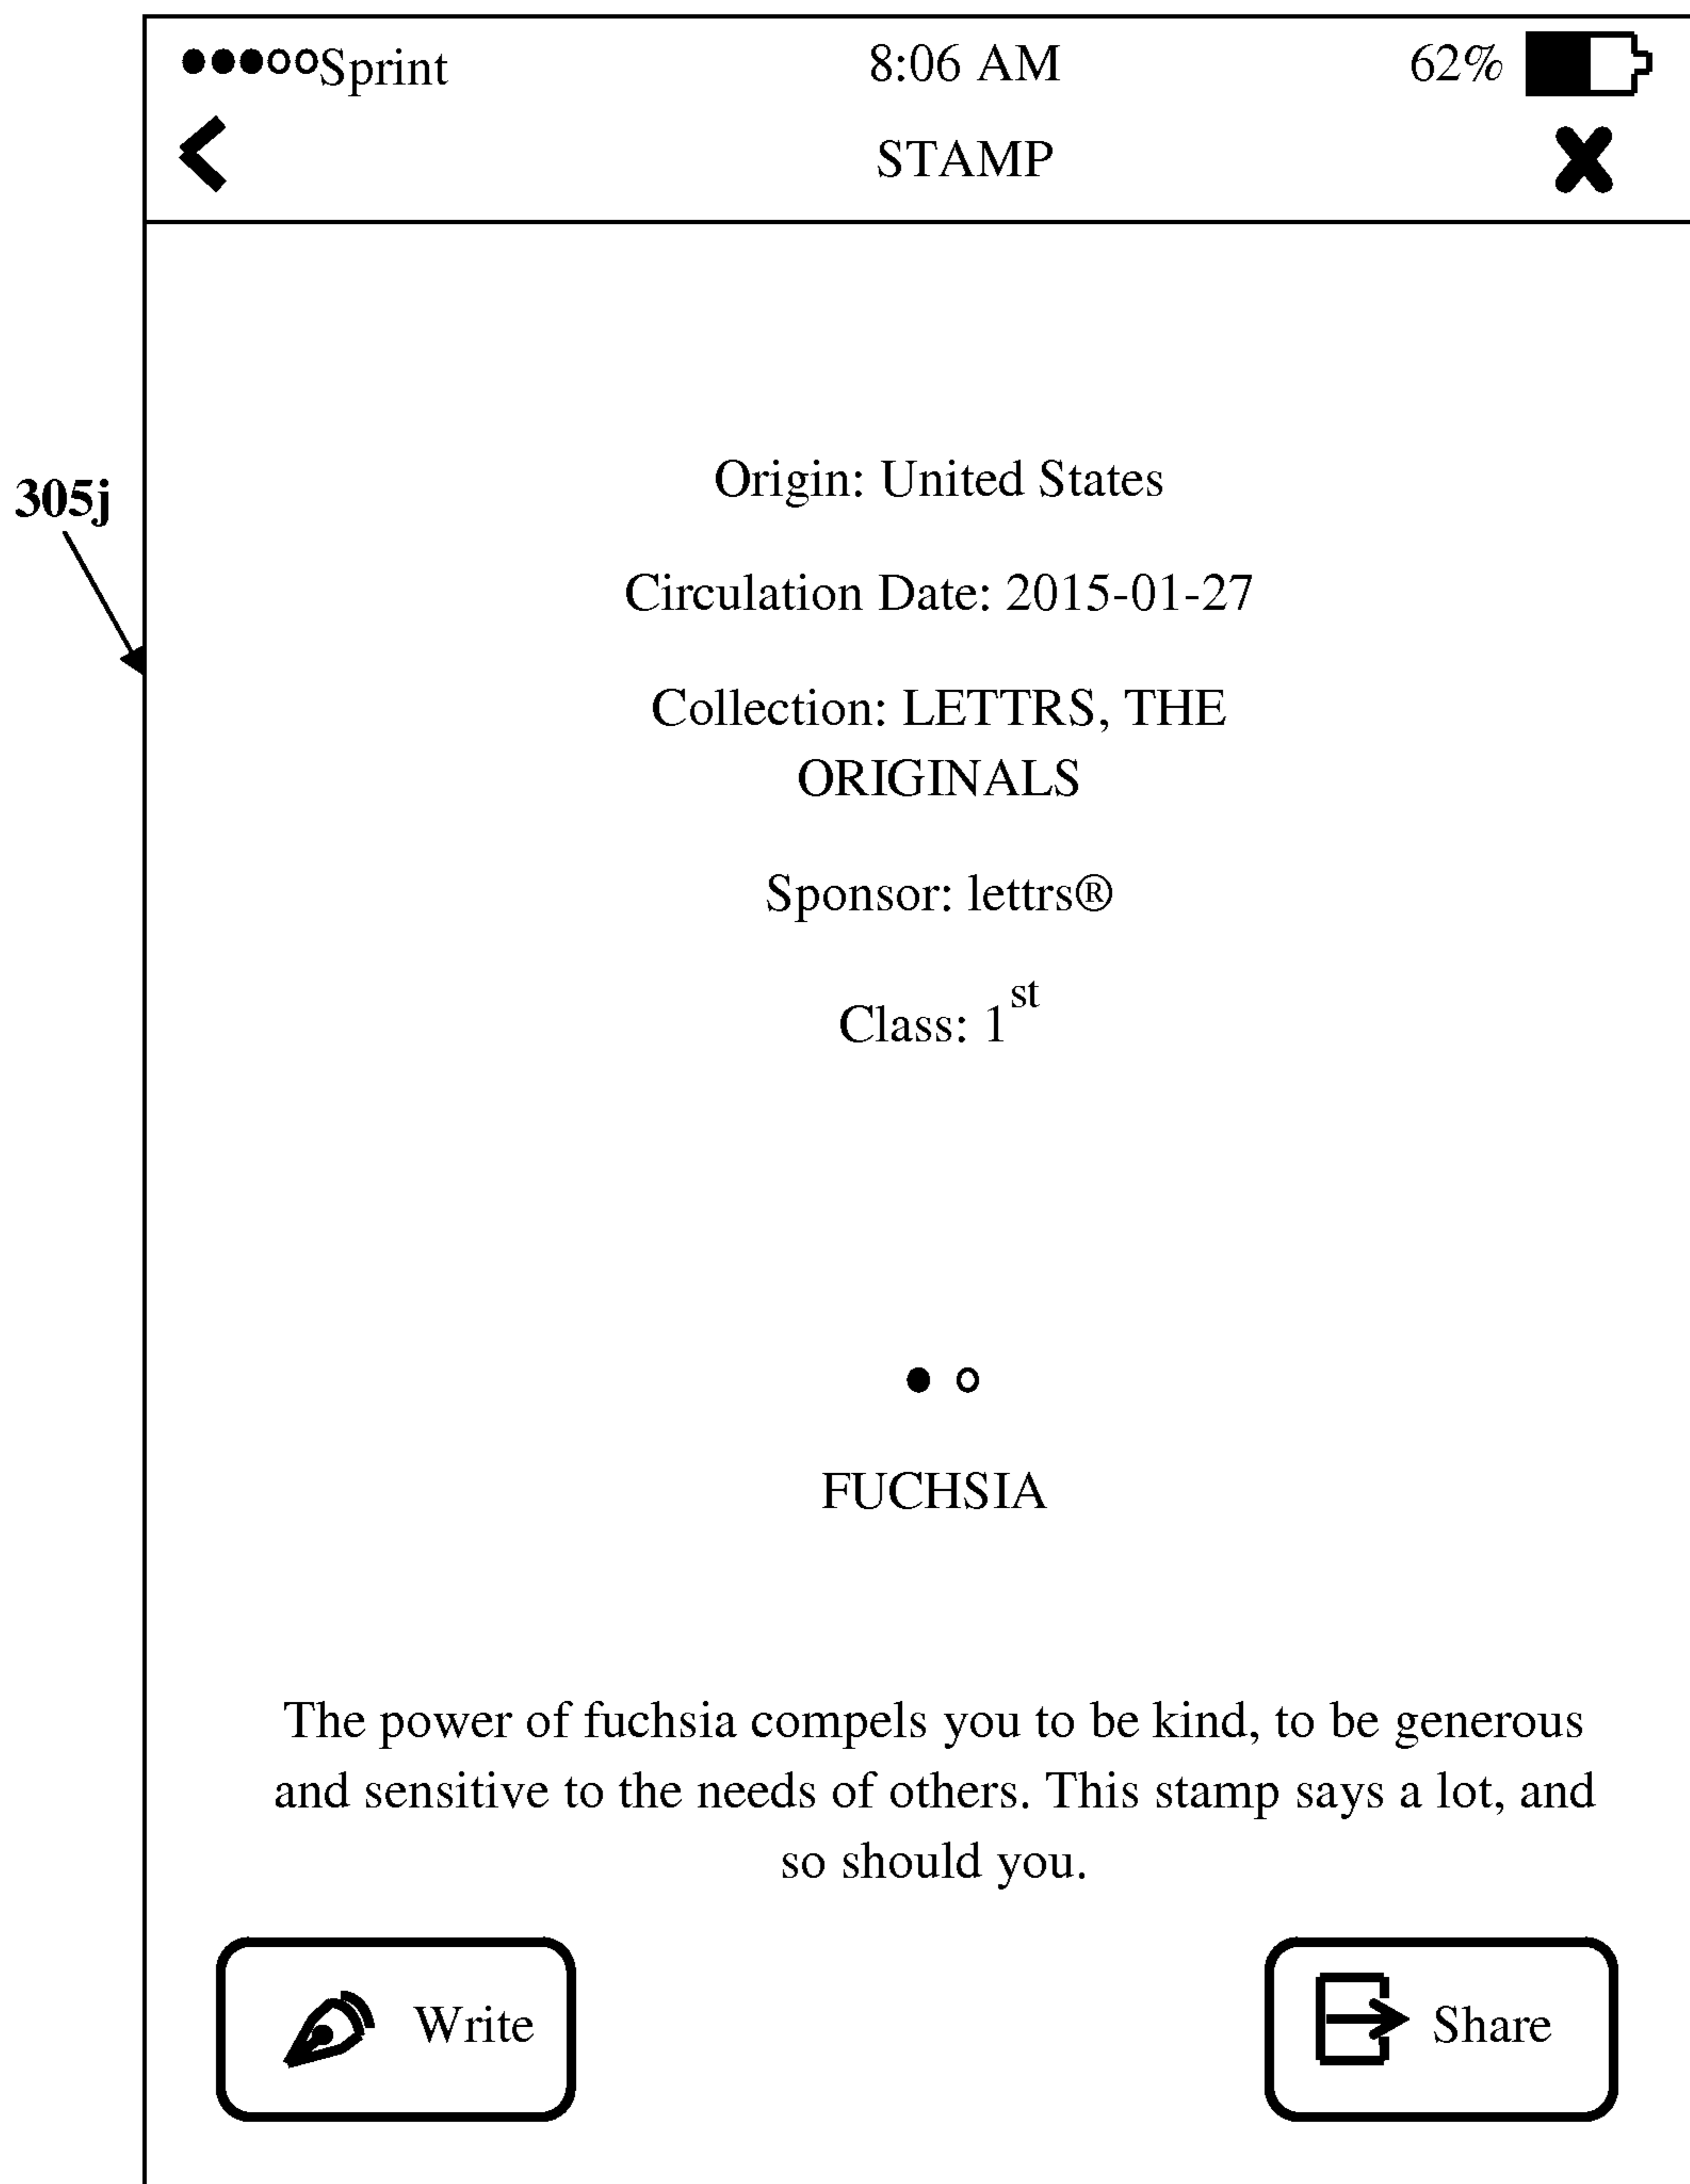 Sprint 8:06 AM 62%
STAMP
305j
Origin: United States
Circulation Date: 2015-01-27
Collection: LETTRS, THE
ORIGINALS
Sponsor: lettrs®
Class: 1st
FUCHSIA
The power of fuchsia compels you to be kind, to be generous
and sensitive to the needs of others. This stamp says a lot, and
so should you.
Write
Share